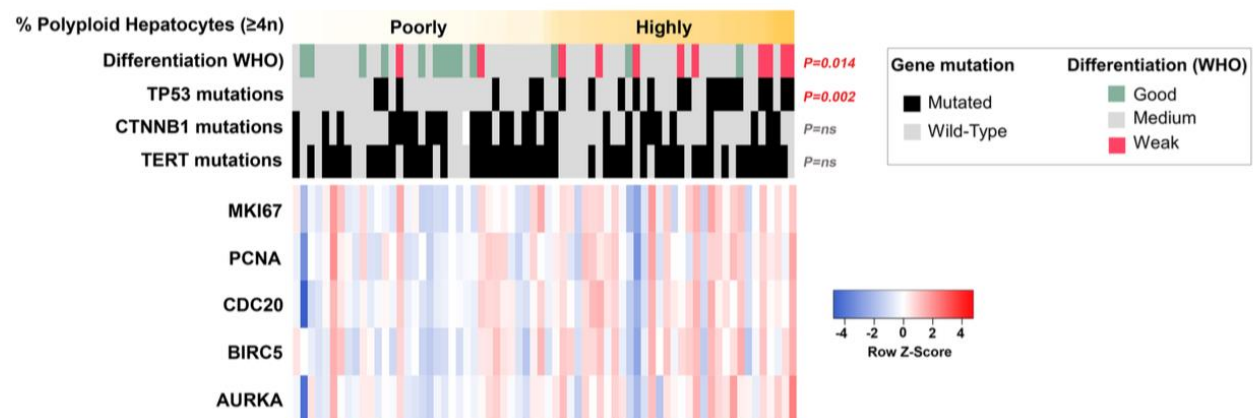 % Polyploid Hepatocytes (≥4n)
Poorly
Highly
Differentiation WHO)
P=0.014
TP53 mutations
P=0.002
CTNNB1 mutations
P=ns
TERT mutations
P=ns
Gene mutation
Mutated
Wild-Type
Differentiation (WHO)
Good
Medium
Weak
MKI67
PCNA
CDC20
BIRC5
AURKA
-4 -2 0 2 4
Row Z-Score